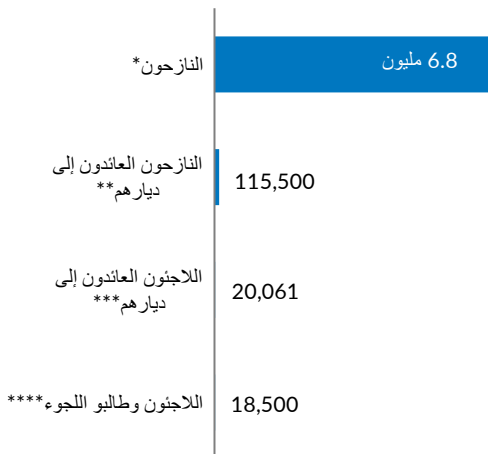 النازحون*
6.8 مليون
النازحون العائدون إلى
ديارهم**
115,500
اللاجئون العائدون إلى
ديارهم***
20,061
اللاجئون وطالبو اللجوء****
18,500